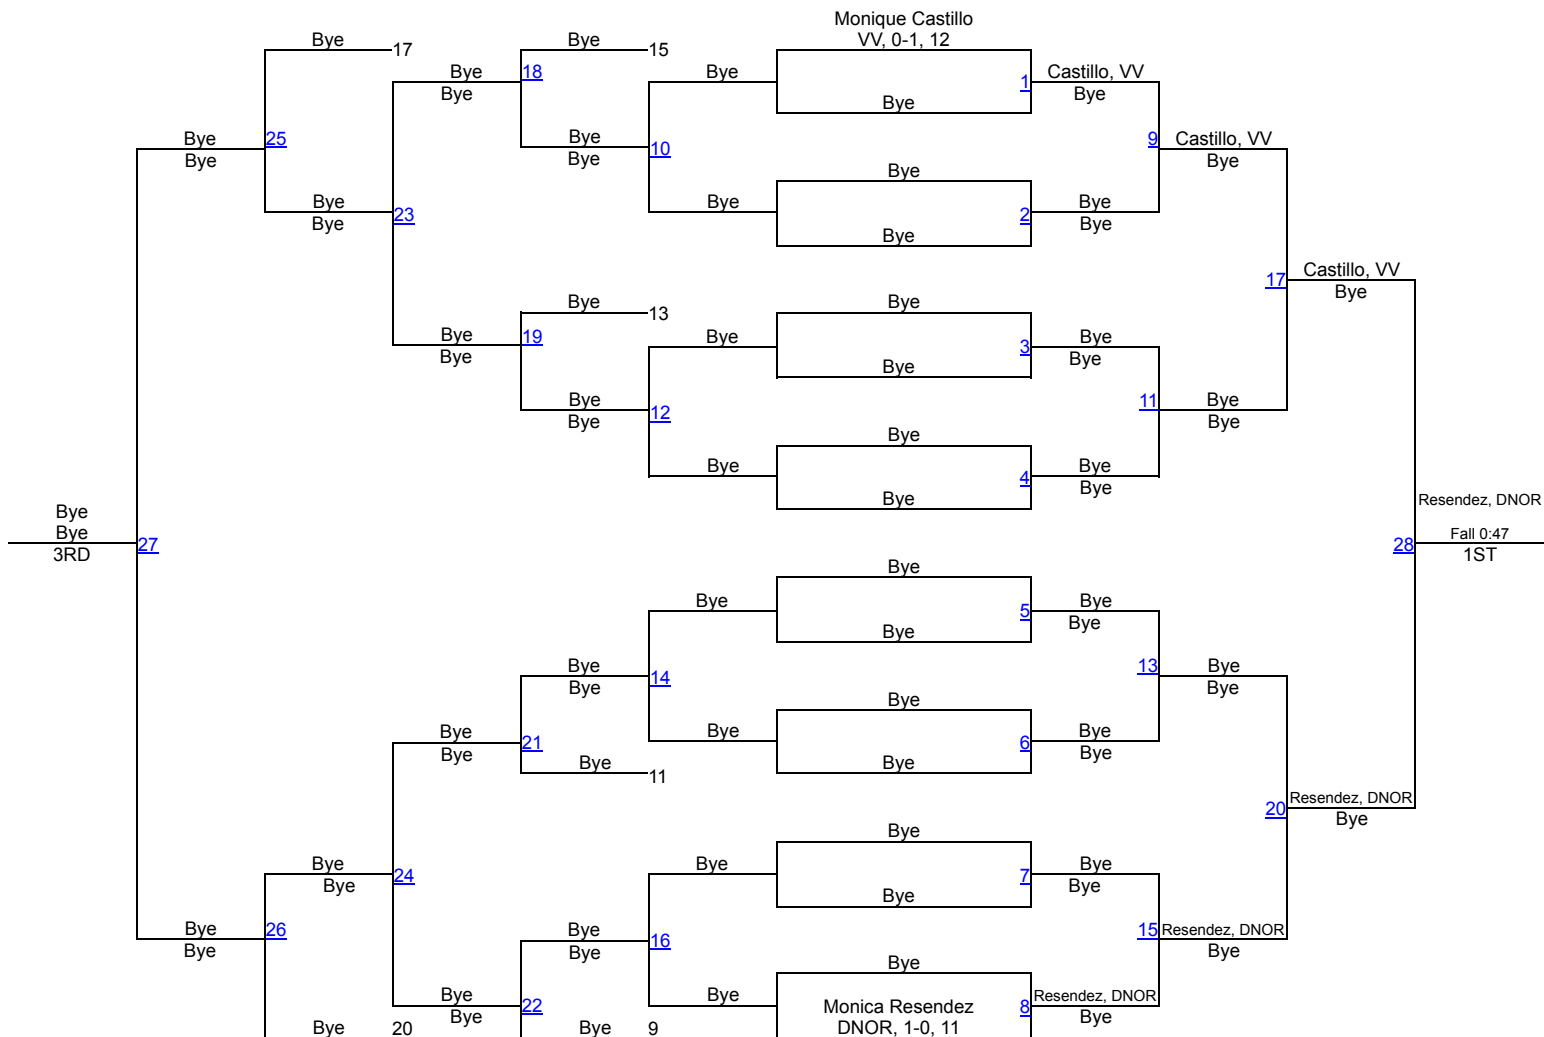 Monique Castillo
VV, 0-1, 12
Bye 17
Bye 15
Bye 18 Bye 1 Castillo, VV
Bye Bye Bye
Bye 25 Bye 10 9 Castillo, VV
Bye Bye Bye Bye
Bye 23 Bye 2 Bye
Bye Bye Bye
Castillo, VV
17 Bye
Bye 13 Bye
Bye 19 Bye 3 Bye
Bye Bye Bye
Bye 12 11 Bye
Bye Bye Bye
Bye 4 Bye
Bye Bye
Bye Resendez, DNOR
Bye Fall 0:47
3RD 27 28 1ST
Bye
Bye 5 Bye
Bye Bye
Bye 14 13 Bye
Bye Bye
Bye
Bye 21 Bye 6 Bye
Bye Bye 11 Bye Bye
20 Resendez, DNOR
Bye
Bye
Bye 24 Bye 7 Bye
Bye Bye Bye
Bye 26 Bye 16 15 Resendez, DNOR
Bye Bye Bye
Bye
Bye 22 Bye Monica Resendez 8 Resendez, DNOR
Bye Bye
Bye 20 Bye 9 DNOR, 1-0, 11